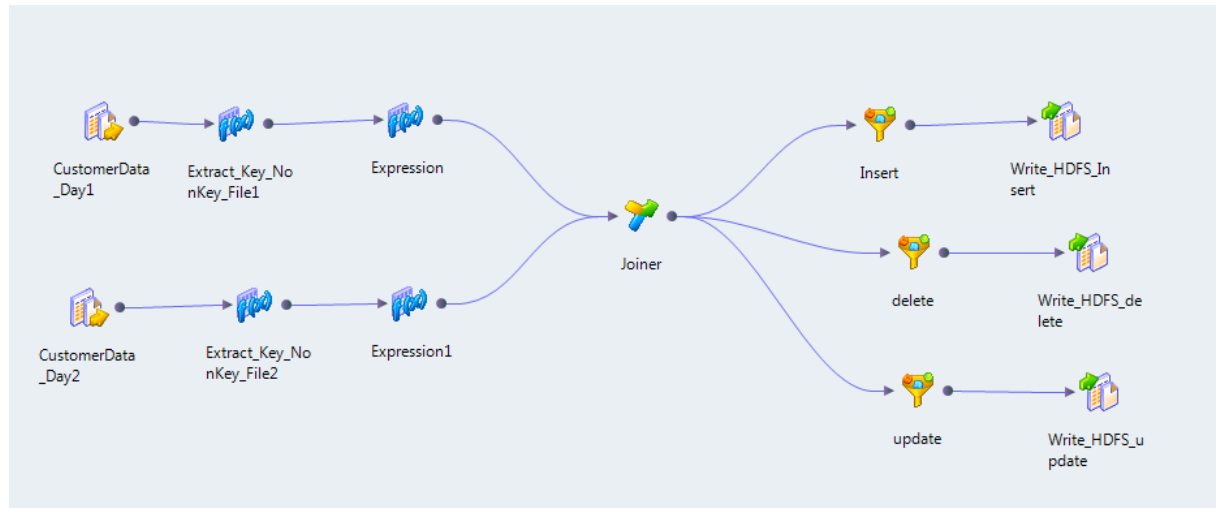 CustomerData
_Day1
Extract_Key_No
nKey_File1
Expression
Insert
Write_HDFS_In
sert
Joiner
delete
Write_HDFS_de
lete
CustomerData
_Day2
Extract_Key_No
nKey_File2
Expression1
update
Write_HDFS_u
pdate